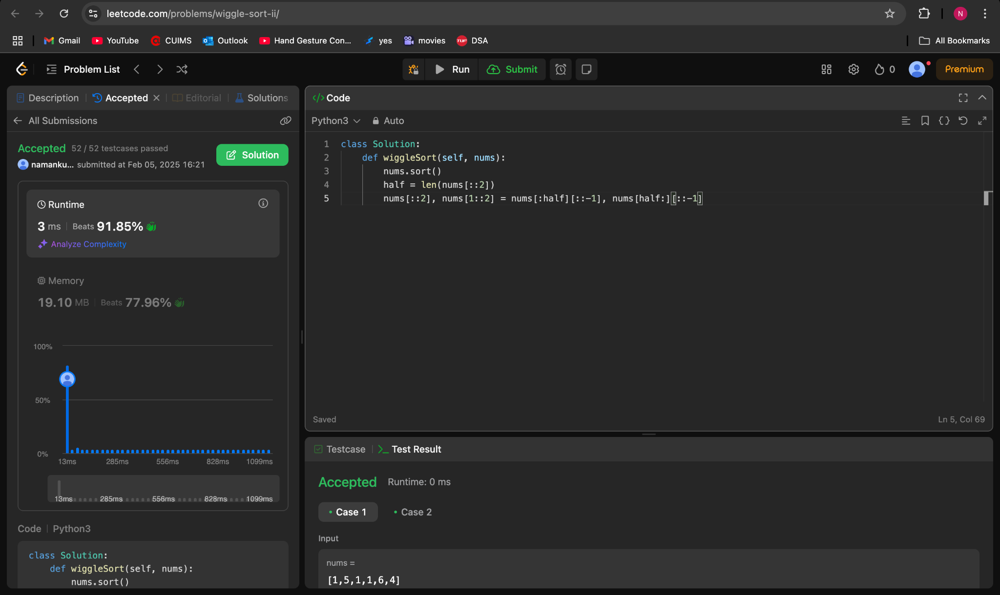 leetcode.com/problems/wiggle-sort-ii/
N
Gmail YouTube CUIMS Outlook Hand Gesture Con... yes movies TUF DSA All Bookmarks
Problem List Run Submit 0 Premium
Description Accepted Editorial Solutions
All Submissions
Accepted 52 / 52 testcases passed
namanku... submitted at Feb 05, 2025 16:21
Solution
Runtime
3 ms Beats 91.85%
Analyze Complexity
Memory
19.10 MB Beats 77.96%
100%
50%
0%
13ms 285ms 556ms 828ms 1099ms
13ms 285ms 556ms 828ms 1099ms
Code Python3
class Solution:
    def wiggleSort(self, nums):
        nums.sort()
</> Code
Python3 Auto
1 class Solution:
2     def wiggleSort(self, nums):
3         nums.sort()
4         half = len(nums[::2])
5         nums[::2], nums[1::2] = nums[:half][::-1], nums[half:][::-1]
Saved Ln 5, Col 69
Testcase >_ Test Result
Accepted Runtime: 0 ms
• Case 1 • Case 2
Input
nums =
[1,5,1,1,6,4]